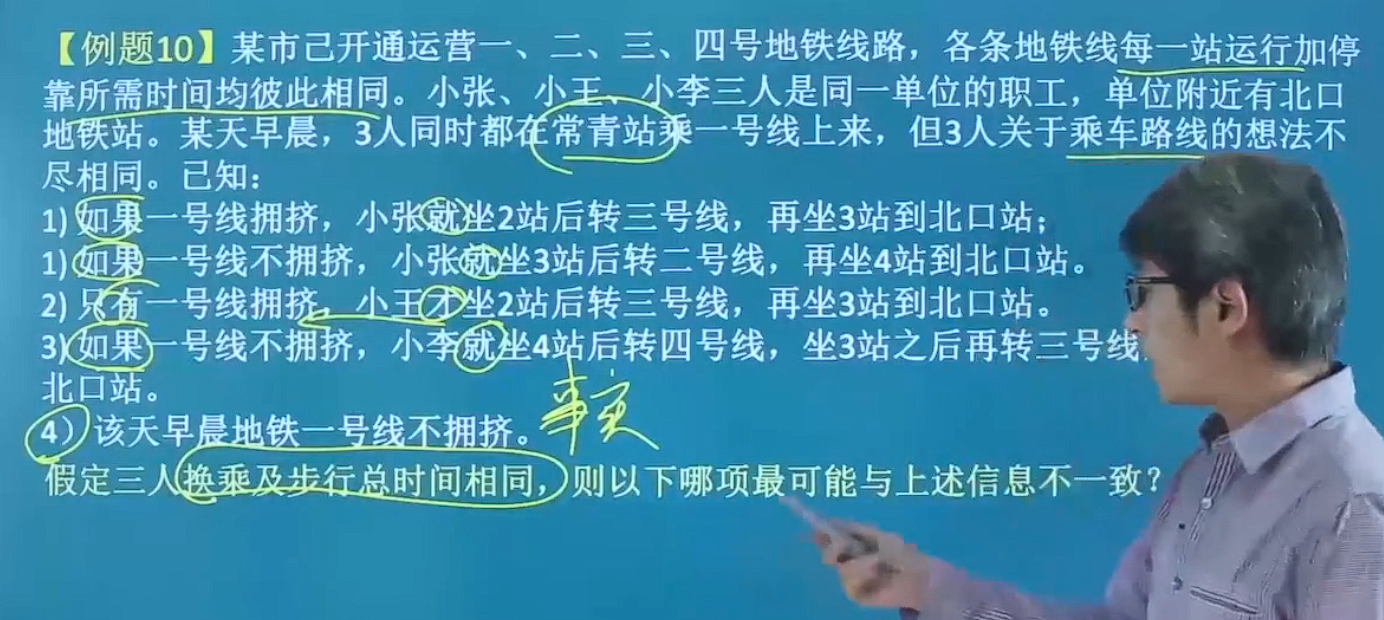 【例题10】某市已开通运营一、二、三、四号地铁线路，各条地铁线每一站运行加停
靠所需时间均彼此相同。小张、小王、小李三人是同一单位的职工，单位附近有北口
地铁站。某天早晨，3人同时都在常青站乘一号线上来，但3人关于乘车路线的想法不
尽相同。已知：
1) 如果一号线拥挤，小张就坐2站后转三号线，再坐3站到北口站；
1) 如果一号线不拥挤，小张就坐3站后转二号线，再坐4站到北口站。
2) 只有一号线拥挤，小王才坐2站后转三号线，再坐3站到北口站。
3) 如果一号线不拥挤，小李就坐4站后转四号线，坐3站之后再转三号线
北口站。
4）该天早晨地铁一号线不拥挤。 事实
假定三人换乘及步行总时间相同，则以下哪项最可能与上述信息不一致？